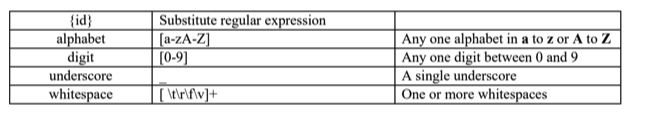 {id} Substitute regular expression
alphabet [a-zA-Z] Any one alphabet in a to z or A to Z
digit [0-9] Any one digit between 0 and 9
underscore _ A single underscore
whitespace [ \t\r\f\v]+ One or more whitespaces